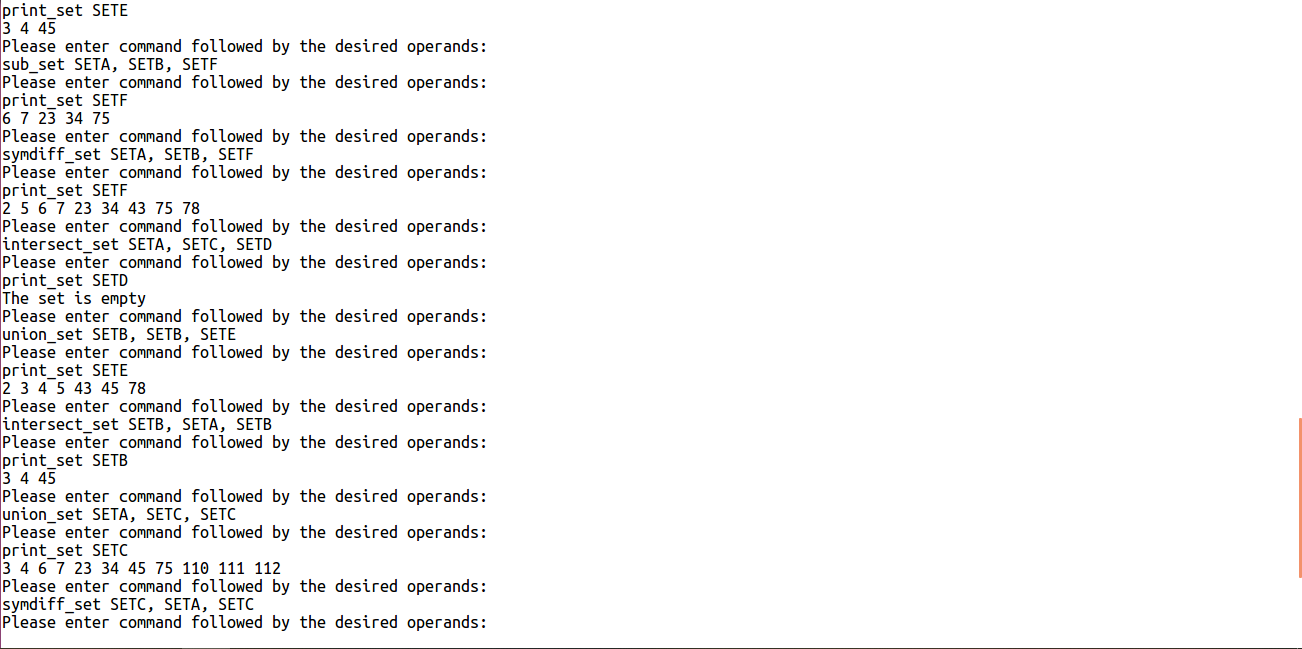 print_set SETE
3 4 45
Please enter command followed by the desired operands:
sub_set SETA, SETB, SETF
Please enter command followed by the desired operands:
print_set SETF
6 7 23 34 75
Please enter command followed by the desired operands:
symdiff_set SETA, SETB, SETF
Please enter command followed by the desired operands:
print_set SETF
2 5 6 7 23 34 43 75 78
Please enter command followed by the desired operands:
intersect_set SETA, SETC, SETD
Please enter command followed by the desired operands:
print_set SETD
The set is empty
Please enter command followed by the desired operands:
union_set SETB, SETB, SETE
Please enter command followed by the desired operands:
print_set SETE
2 3 4 5 43 45 78
Please enter command followed by the desired operands:
intersect_set SETB, SETA, SETB
Please enter command followed by the desired operands:
print_set SETB
3 4 45
Please enter command followed by the desired operands:
union_set SETA, SETC, SETC
Please enter command followed by the desired operands:
print_set SETC
3 4 6 7 23 34 45 75 110 111 112
Please enter command followed by the desired operands:
symdiff_set SETC, SETA, SETC
Please enter command followed by the desired operands: